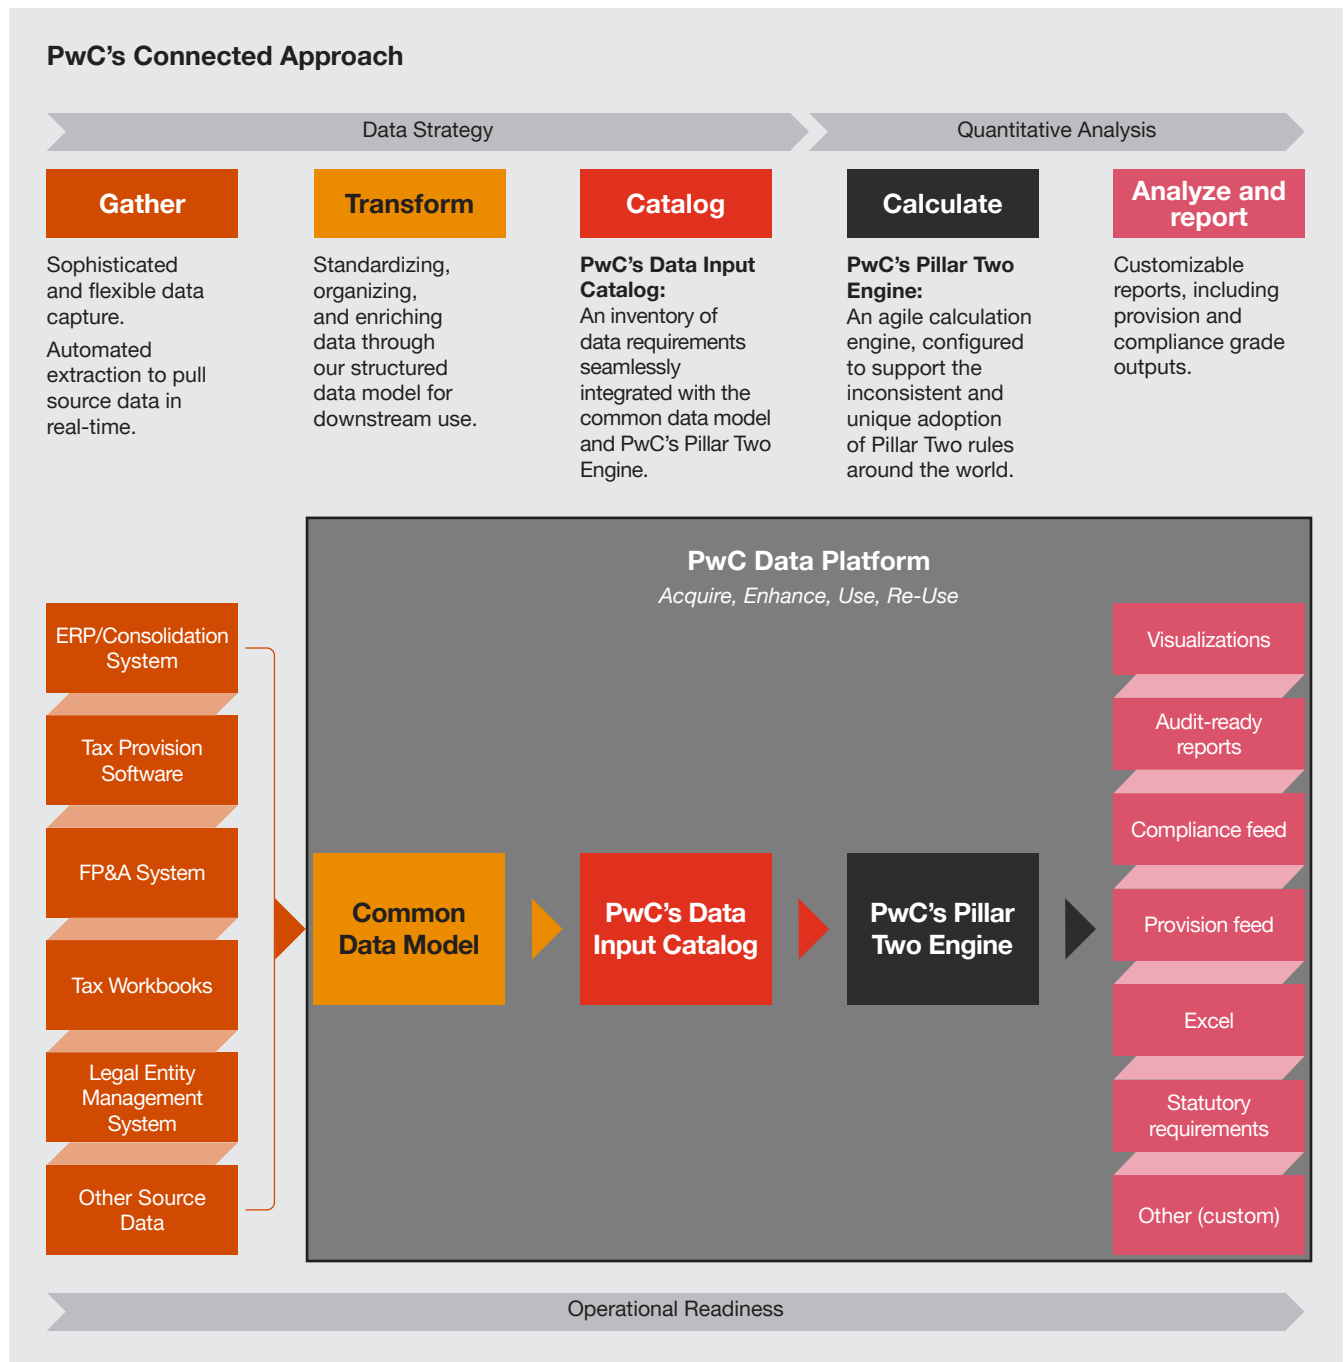 PwC’s Connected Approach
Data Strategy
Quantitative Analysis
Gather
Sophisticated
and flexible data
capture.
Automated
extraction to pull
source data in
real-time.
Transform
Standardizing,
organizing,
and enriching
data through
our structured
data model for
downstream use.
Catalog
PwC’s Data Input
Catalog:
An inventory of
data requirements
seamlessly
integrated with the
common data model
and PwC’s Pillar Two
Engine.
Calculate
PwC’s Pillar Two
Engine:
An agile calculation
engine, configured
to support the
inconsistent and
unique adoption
of Pillar Two rules
around the world.
Analyze and
report
Customizable
reports, including
provision and
compliance grade
outputs.
PwC Data Platform
Acquire, Enhance, Use, Re-Use
ERP/Consolidation
System
Tax Provision
Software
FP&A System
Tax Workbooks
Legal Entity
Management
System
Other Source
Data
Common
Data Model
PwC’s Data
Input Catalog
PwC’s Pillar
Two Engine
Visualizations
Audit-ready
reports
Compliance feed
Provision feed
Excel
Statutory
requirements
Other (custom)
Operational Readiness